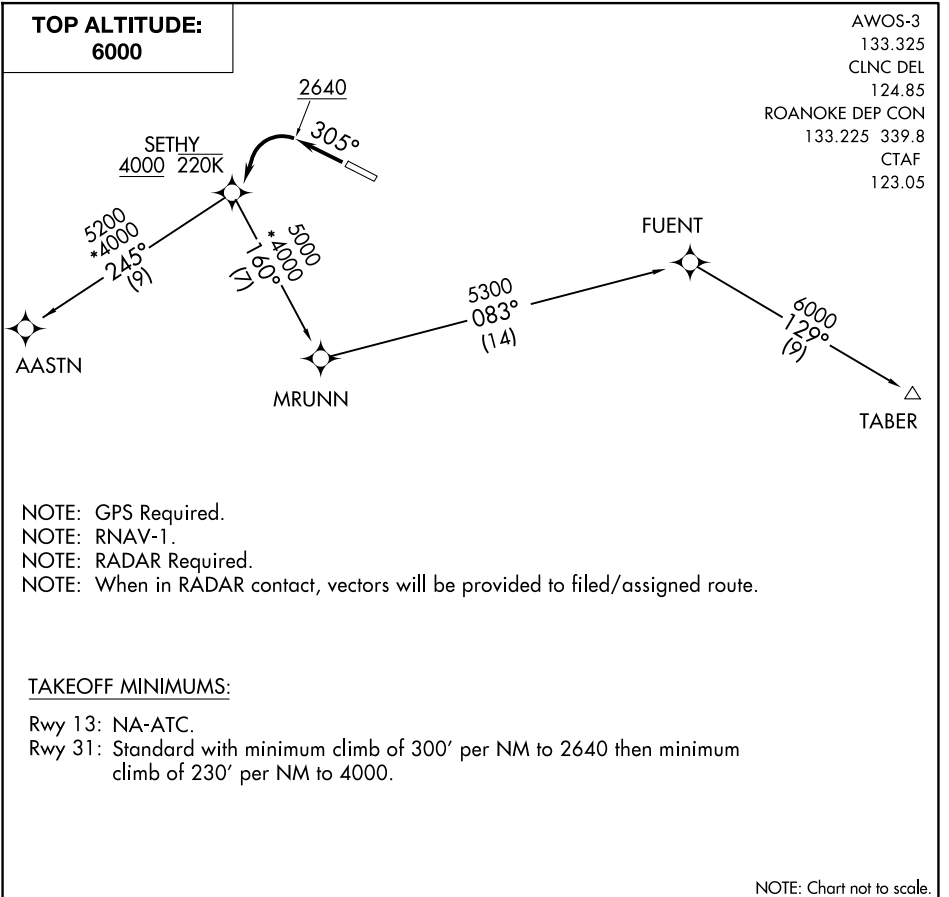 TOP ALTITUDE:
6000
AWOS-3
133.325
CLNC DEL
124.85
ROANOKE DEP CON
133.225 339.8
CTAF
123.05
2640
305°
SETHY
4000 220K
5200
*4000
245°
(9)
5000
*4000
160°
(7)
AASTN
MRUNN
5300
083°
(14)
FUENT
6000
129°
(9)
TABER
NOTE: GPS Required.
NOTE: RNAV-1.
NOTE: RADAR Required.
NOTE: When in RADAR contact, vectors will be provided to filed/assigned route.
TAKEOFF MINIMUMS:
Rwy 13: NA-ATC.
Rwy 31: Standard with minimum climb of 300' per NM to 2640 then minimum
climb of 230' per NM to 4000.
NOTE: Chart not to scale.